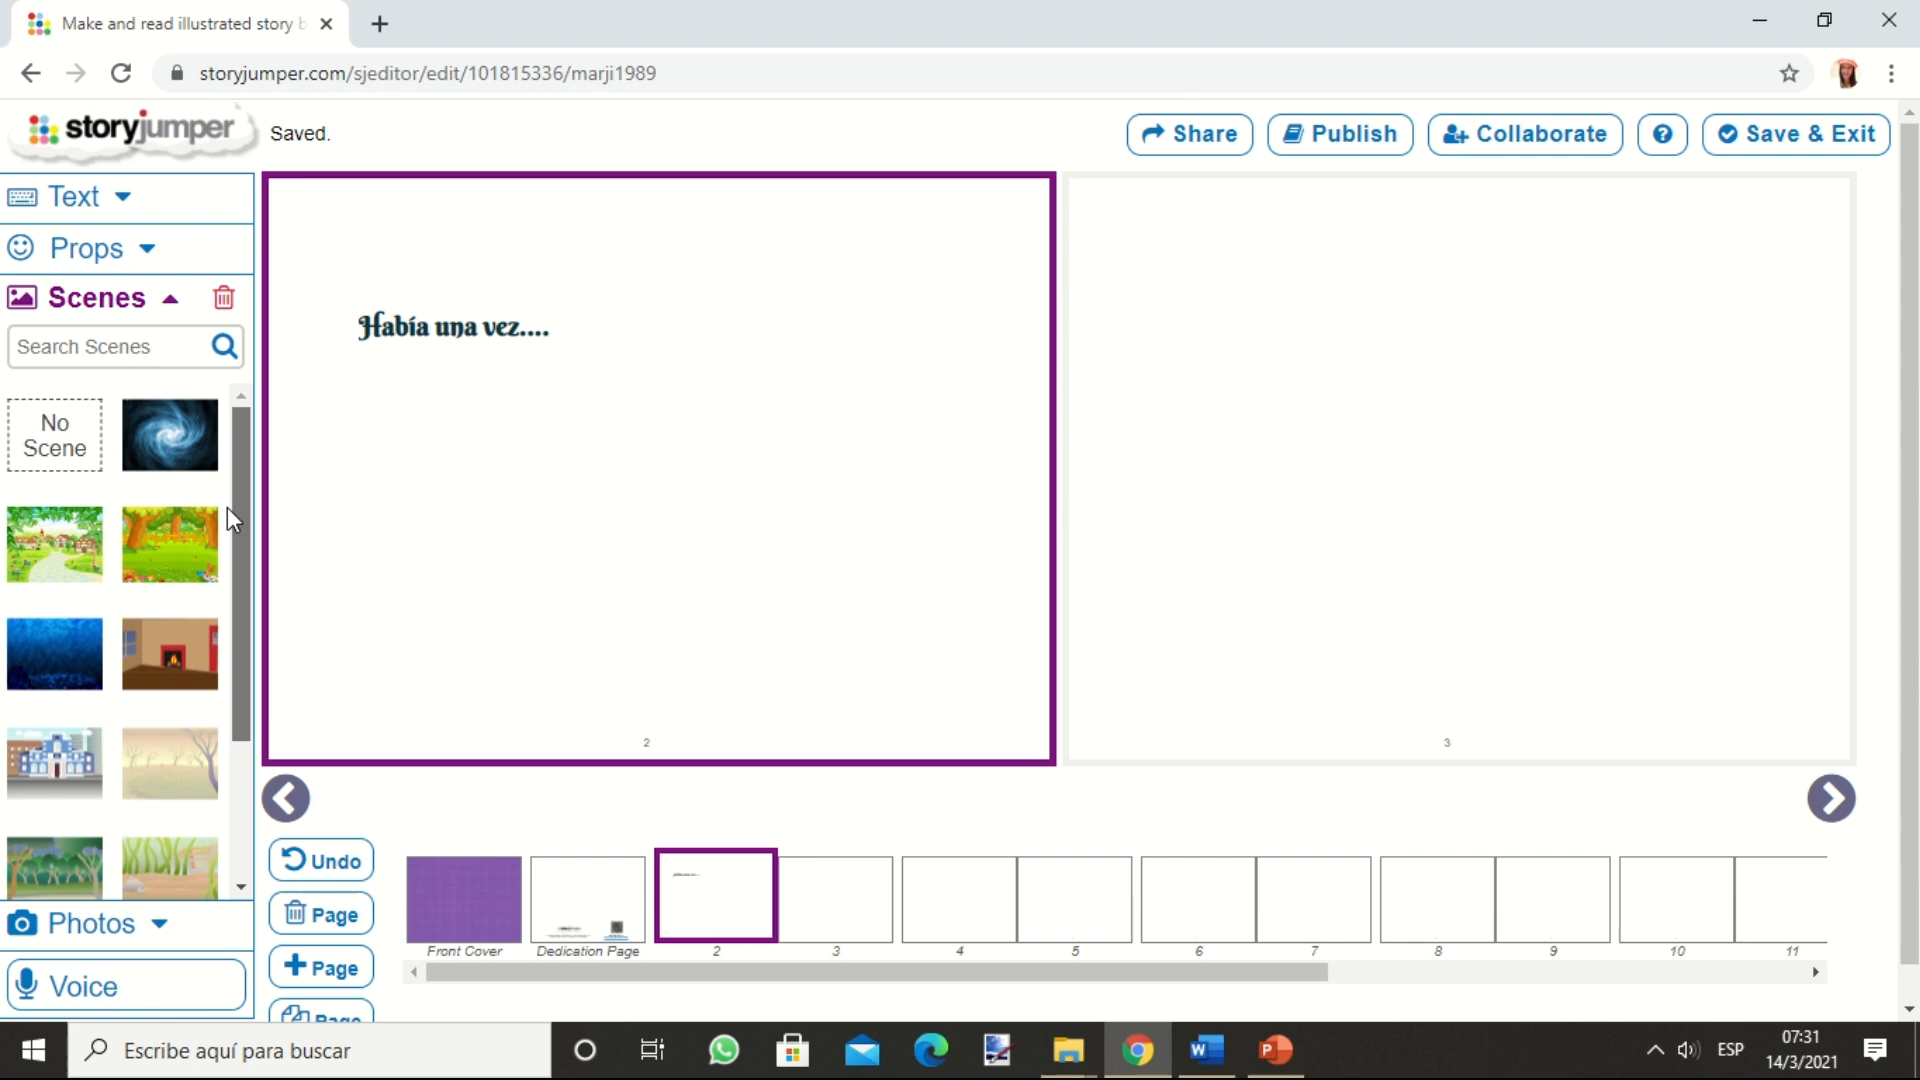 Make and read illustrated story b
storyjumper.com/sjeditor/edit/101815336/marji1989
storyjumper
Saved.
Share
Publish
Collaborate
?
Save & Exit
Text
Props
Scenes
Search Scenes
No
Scene
Photos
Voice
Había una vez....
2
3
Undo
Page
Page
Page
Front Cover
Dedication Page
2
3
4
5
6
7
8
9
10
11
Escribe aquí para buscar
ESP
07:31
14/3/2021